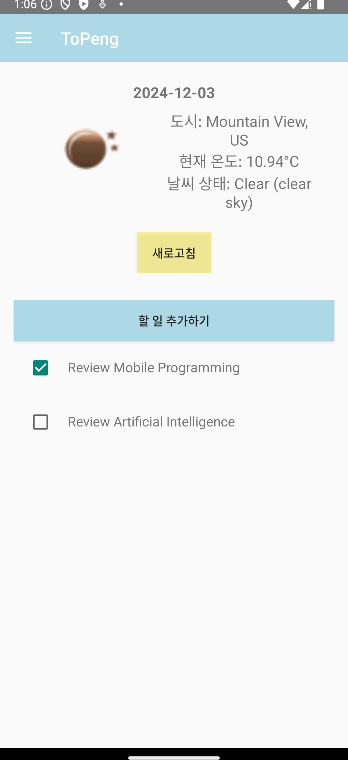 1:06
ToPeng
2024-12-03
도시: Mountain View,
US
현재 온도: 10.94°C
날씨 상태: Clear (clear
sky)
새로고침
할 일 추가하기
Review Mobile Programming
Review Artificial Intelligence